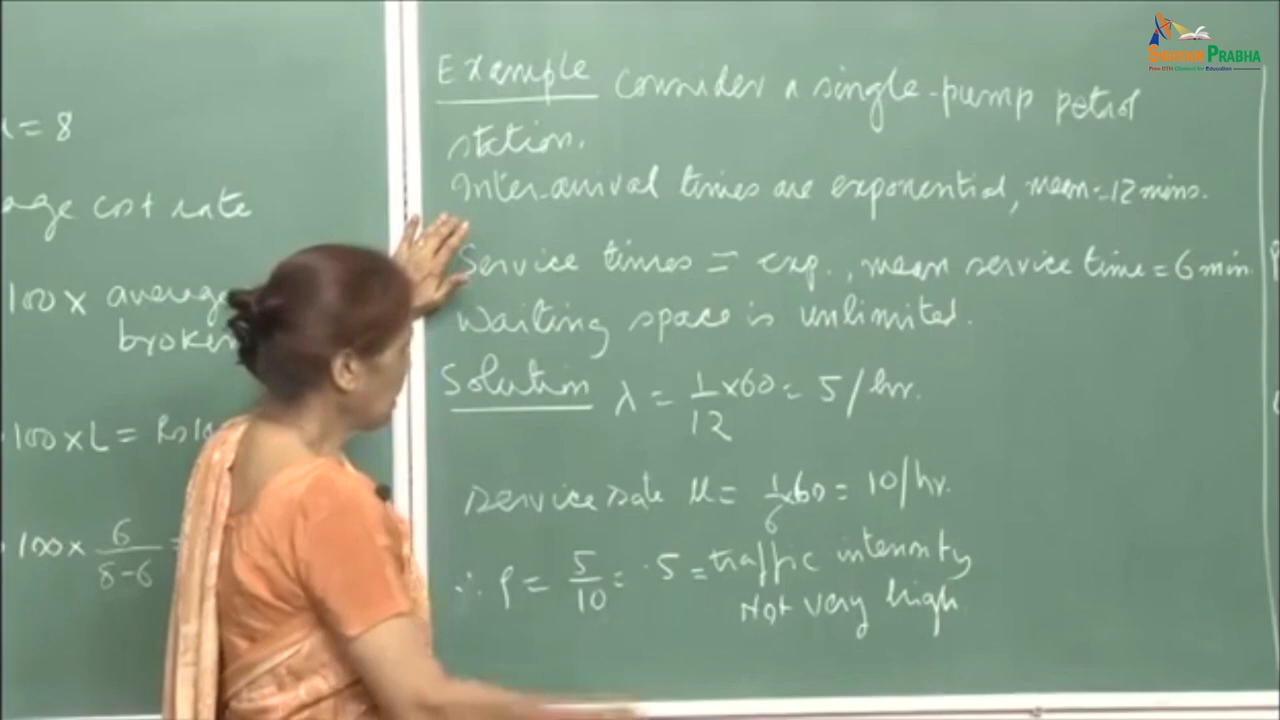 = 8
age cost rate
100 x average
broken
100 x L = Rs
100 x 6/(8-6) =
Example Consider a single-pump petrol
station.
Inter-arrival times are exponential, mean = 12 mins.
Service times = exp., mean service time = 6 min.
Waiting space is unlimited.
Solution λ = 1/12 x 60 = 5/hr.
Service rate μ = 1/6 x 60 = 10/hr.
∴ ρ = 5/10 = .5 = traffic intensity
Not very high
SWAYAM PRABHA
Free DTH Channel for Education